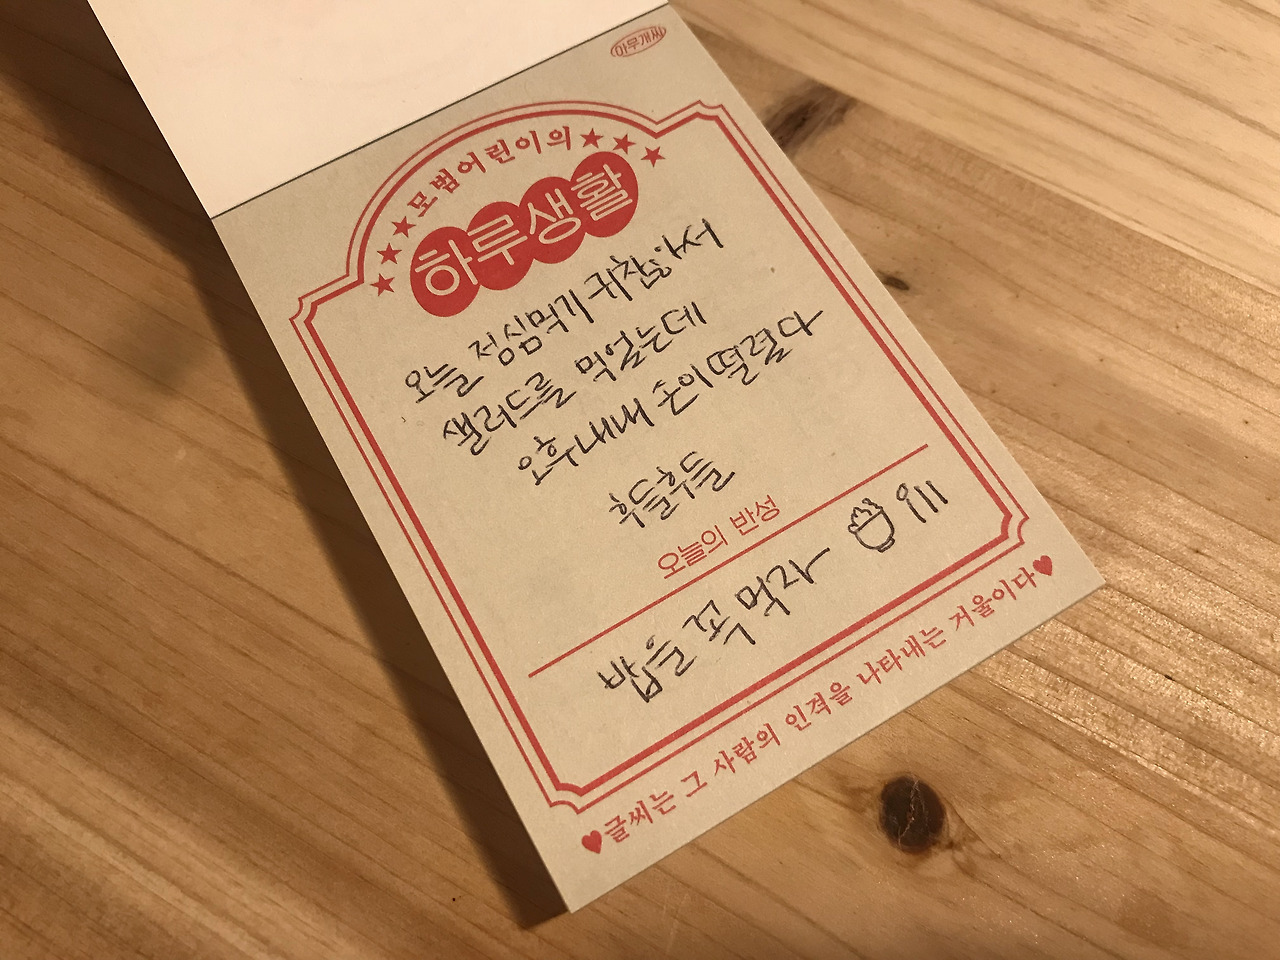 아무개씨
모범어린이의
하루생활
오늘 점심먹기 귀찮아서
샐러드를 먹었는데
오후내내 손이 떨렸다
후들후들
오늘의 반성
밥을 꼭 먹자
글씨는 그 사람의 인격을 나타내는 거울이다